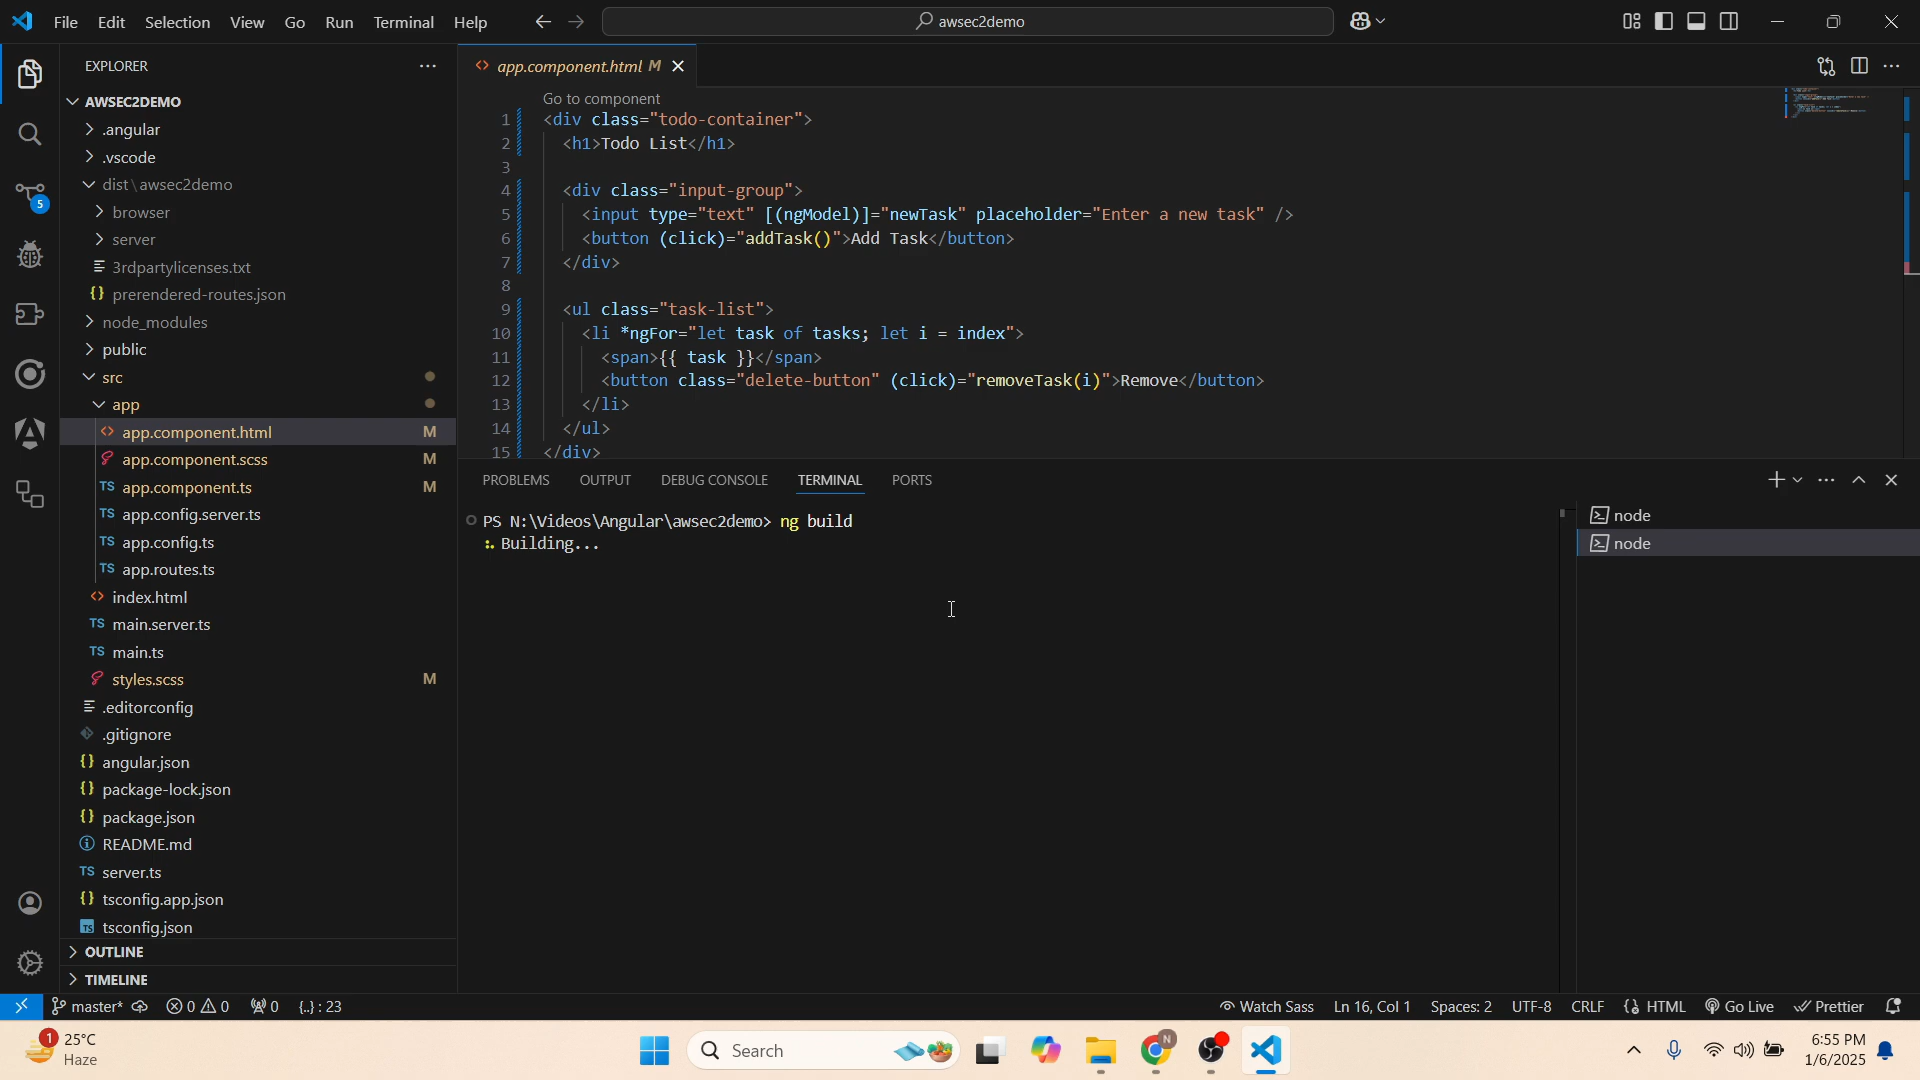 File Edit Selection View Go Run Terminal Help
awsec2demo
EXPLORER
AWSEC2DEMO
.angular
.vscode
dist\awsec2demo
browser
server
3rdpartylicenses.txt
prerendered-routes.json
node_modules
public
src
app
app.component.html M
app.component.scss M
app.component.ts M
app.config.server.ts
app.config.ts
app.routes.ts
index.html
main.server.ts
main.ts
styles.scss M
.editorconfig
.gitignore
angular.json
package-lock.json
package.json
README.md
server.ts
tsconfig.app.json
tsconfig.json
OUTLINE
TIMELINE
5
app.component.html M
Go to component
1 <div class="todo-container">
2 <h1>Todo List</h1>
3
4 <div class="input-group">
5 <input type="text" [(ngModel)]="newTask" placeholder="Enter a new task" />
6 <button (click)="addTask()">Add Task</button>
7 </div>
8
9 <ul class="task-list">
10 <li *ngFor="let task of tasks; let i = index">
11 <span>{{ task }}</span>
12 <button class="delete-button" (click)="removeTask(i)">Remove</button>
13 </li>
14 </ul>
15 </div>
PROBLEMS OUTPUT DEBUG CONSOLE TERMINAL PORTS
PS N:\Videos\Angular\awsec2demo> ng build
Building...
node
node
master* 0 0 0 {..} : 23
Watch Sass Ln 16, Col 1 Spaces: 2 UTF-8 CRLF HTML Go Live Prettier
1
25°C
Haze
Search
N
6:55 PM
1/6/2025